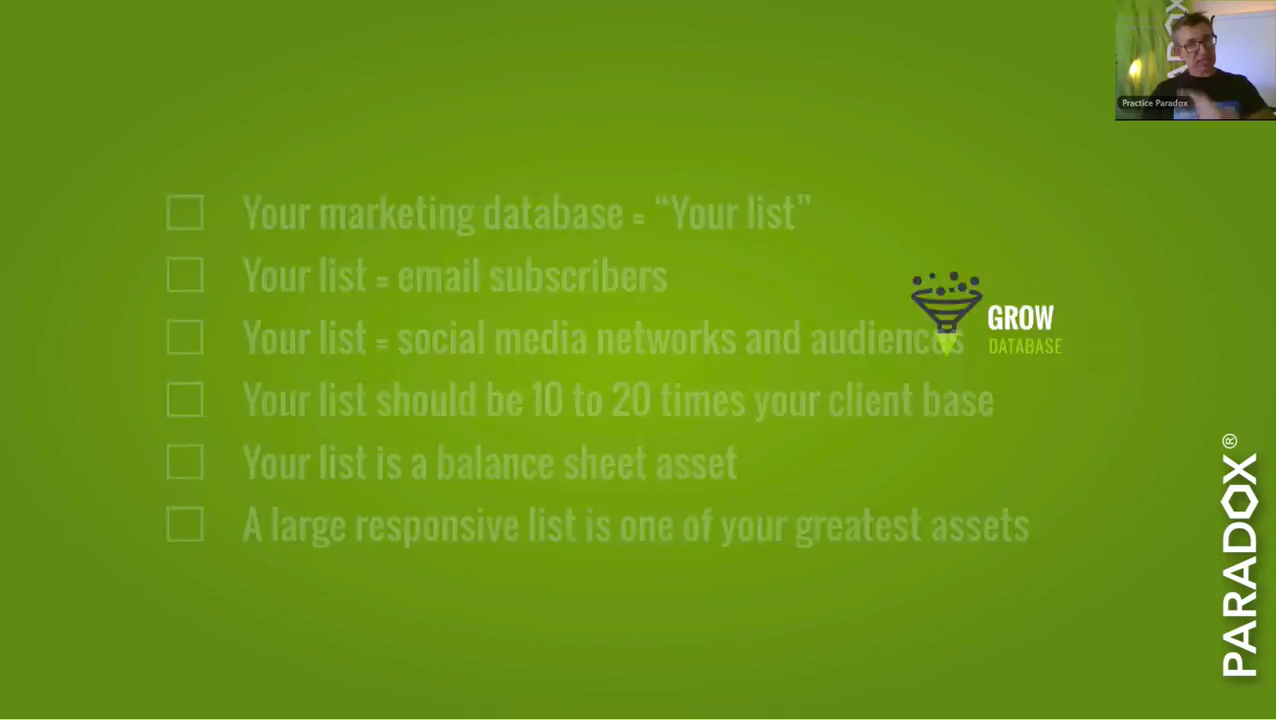 Practice Paradox
Your marketing database = “Your list”
Your list = email subscribers
Your list = social media networks and audiences
GROW
DATABASE
Your list should be 10 to 20 times your client base
Your list is a balance sheet asset
A large responsive list is one of your greatest assets
PARADOX®